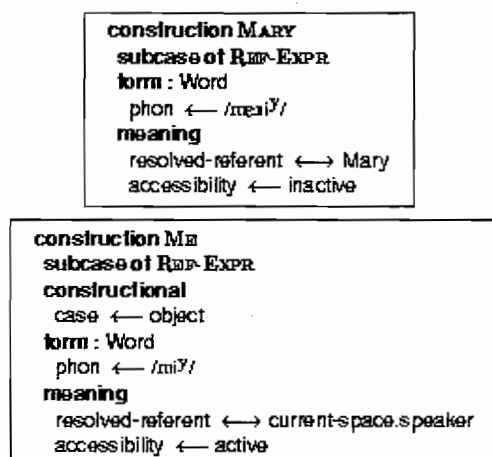 construction MARY
subcase of REF-EXPR
form : Word
phon ⟵ /mɛɹiʸ/
meaning
resolved-referent ⟷ Mary
accessibility ⟵ inactive
construction ME
subcase of REF-EXPR
constructional
case ⟵ object
form : Word
phon ⟵ /miʸ/
meaning
resolved-referent ⟷ current-space.speaker
accessibility ⟵ active